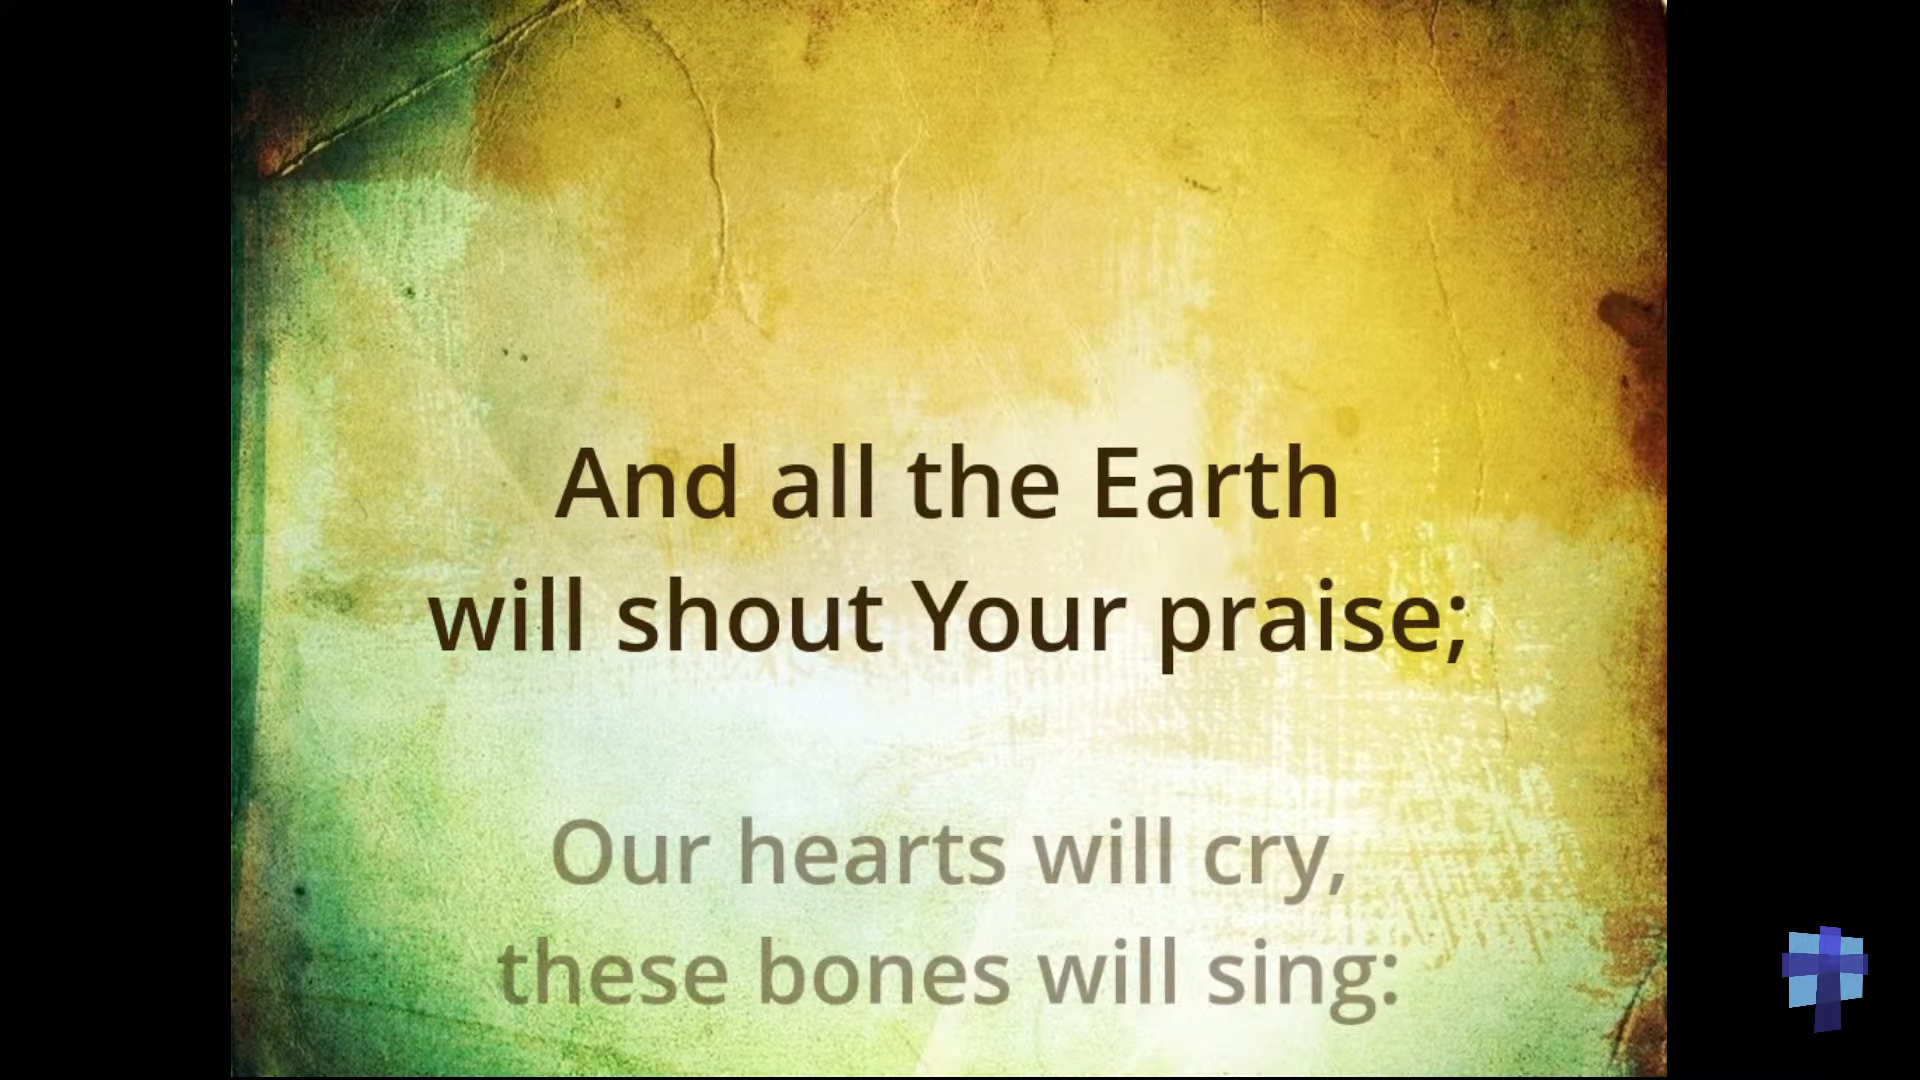 And all the Earth
will shout Your praise;
Our hearts will cry,
these bones will sing: